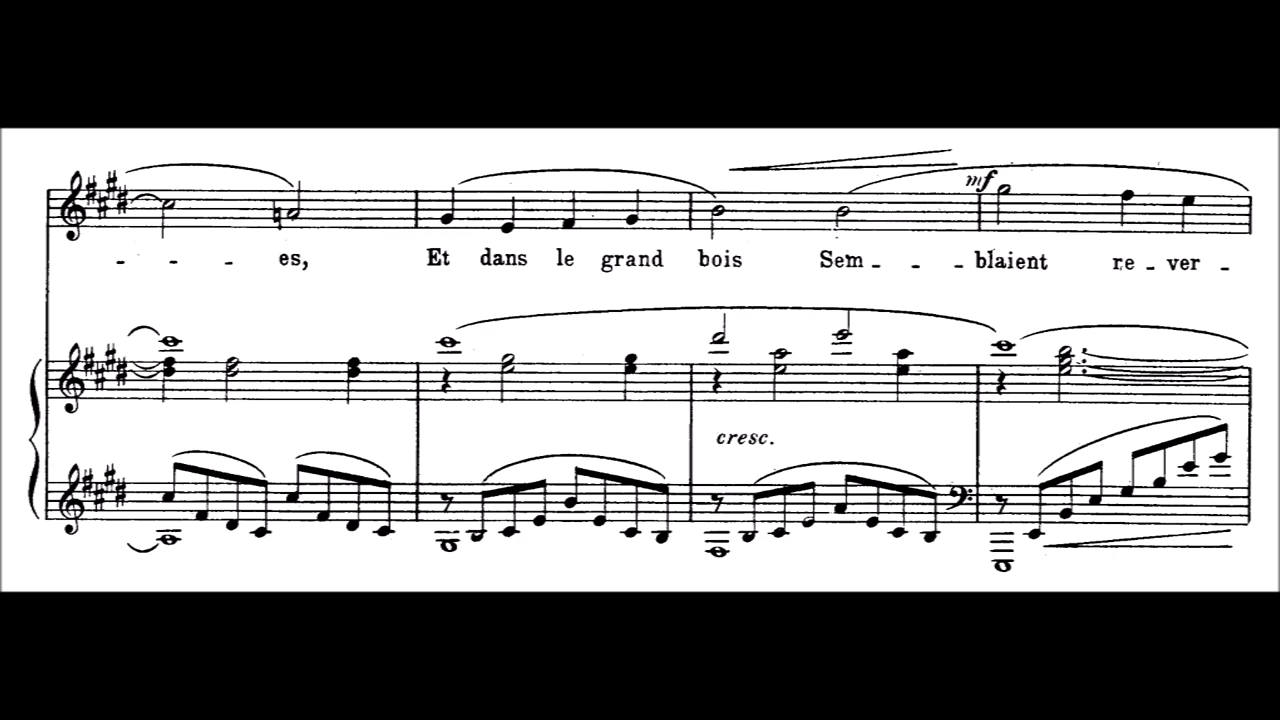 mf
- - - es, Et dans le grand bois Sem - - - blaient re - ver -
cresc.